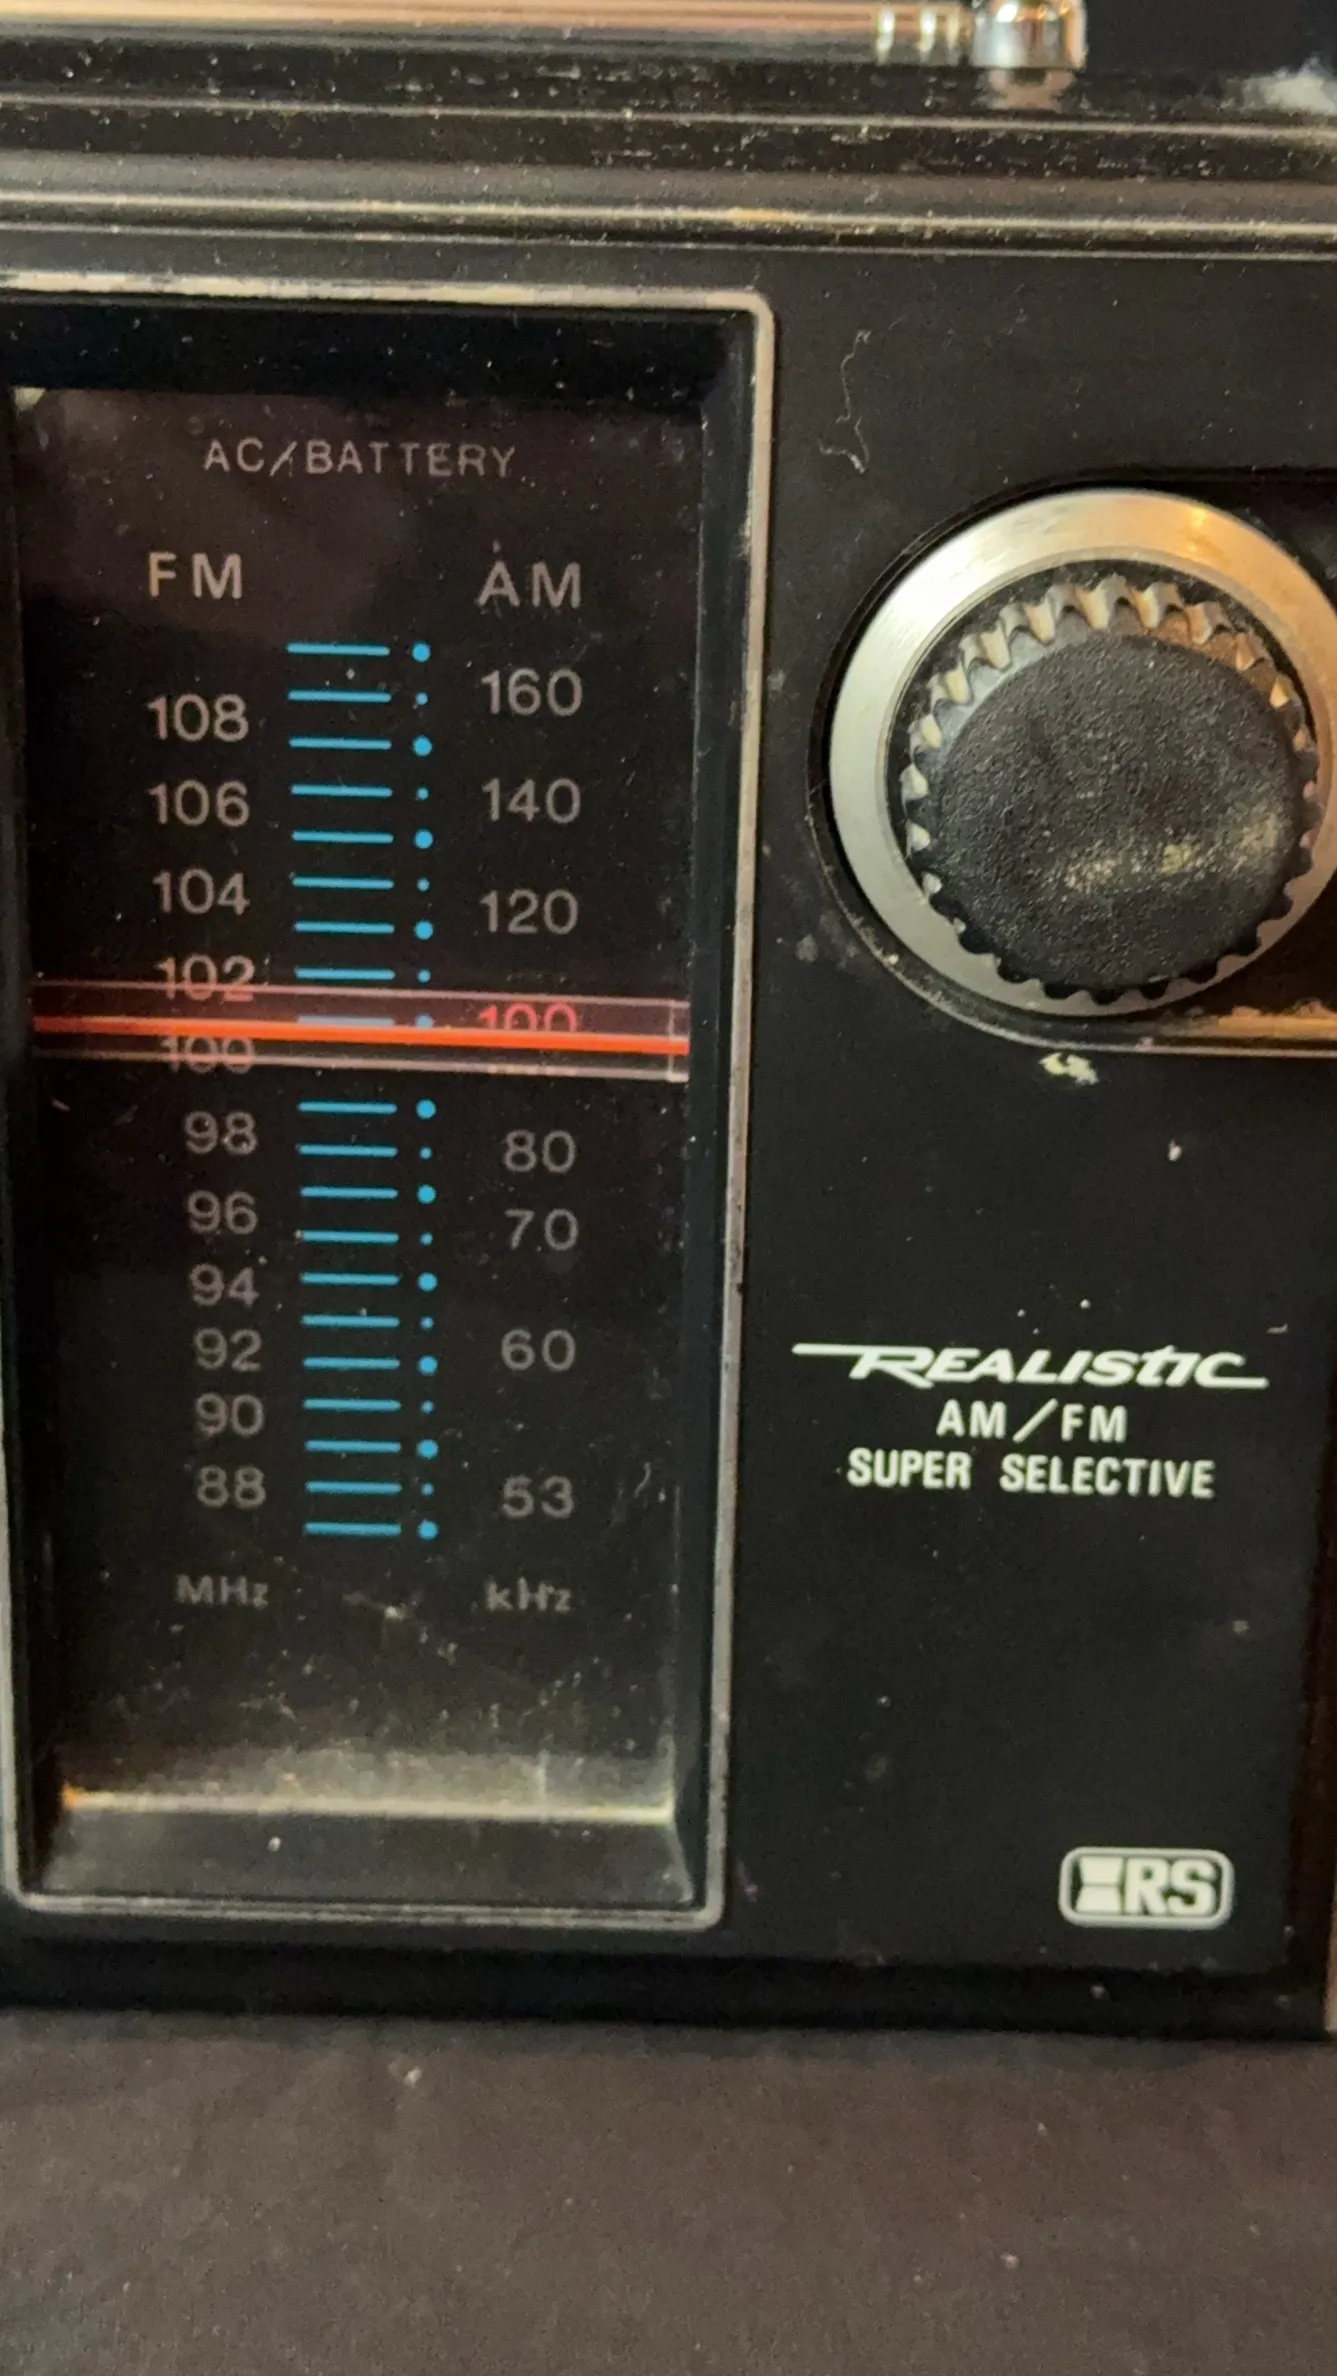 AC/BATTERY
FM AM
108 160
106 140
104 120
102 100
100
98 80
96 70
94
92 60
90
88 53
MHz kHz
REALISTIC
AM/FM
SUPER SELECTIVE
RS